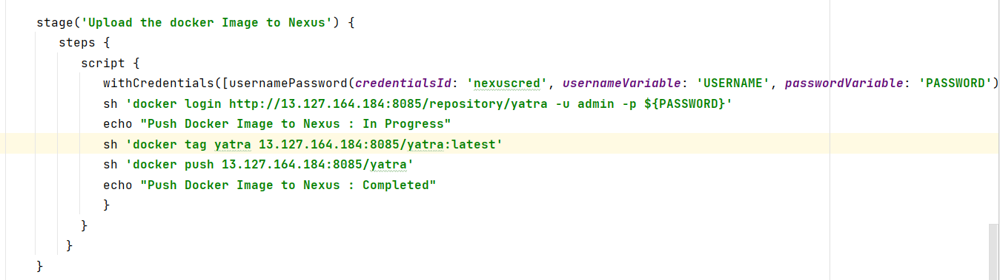 stage('Upload the docker Image to Nexus') {
steps {
script {
withCredentials([usernamePassword(credentialsId: 'nexuscred', usernameVariable: 'USERNAME', passwordVariable: 'PASSWORD')
sh 'docker login http://13.127.164.184:8085/repository/yatra -u admin -p ${PASSWORD}'
echo "Push Docker Image to Nexus : In Progress"
sh 'docker tag yatra 13.127.164.184:8085/yatra:latest'
sh 'docker push 13.127.164.184:8085/yatra'
echo "Push Docker Image to Nexus : Completed"
}
}
}
}